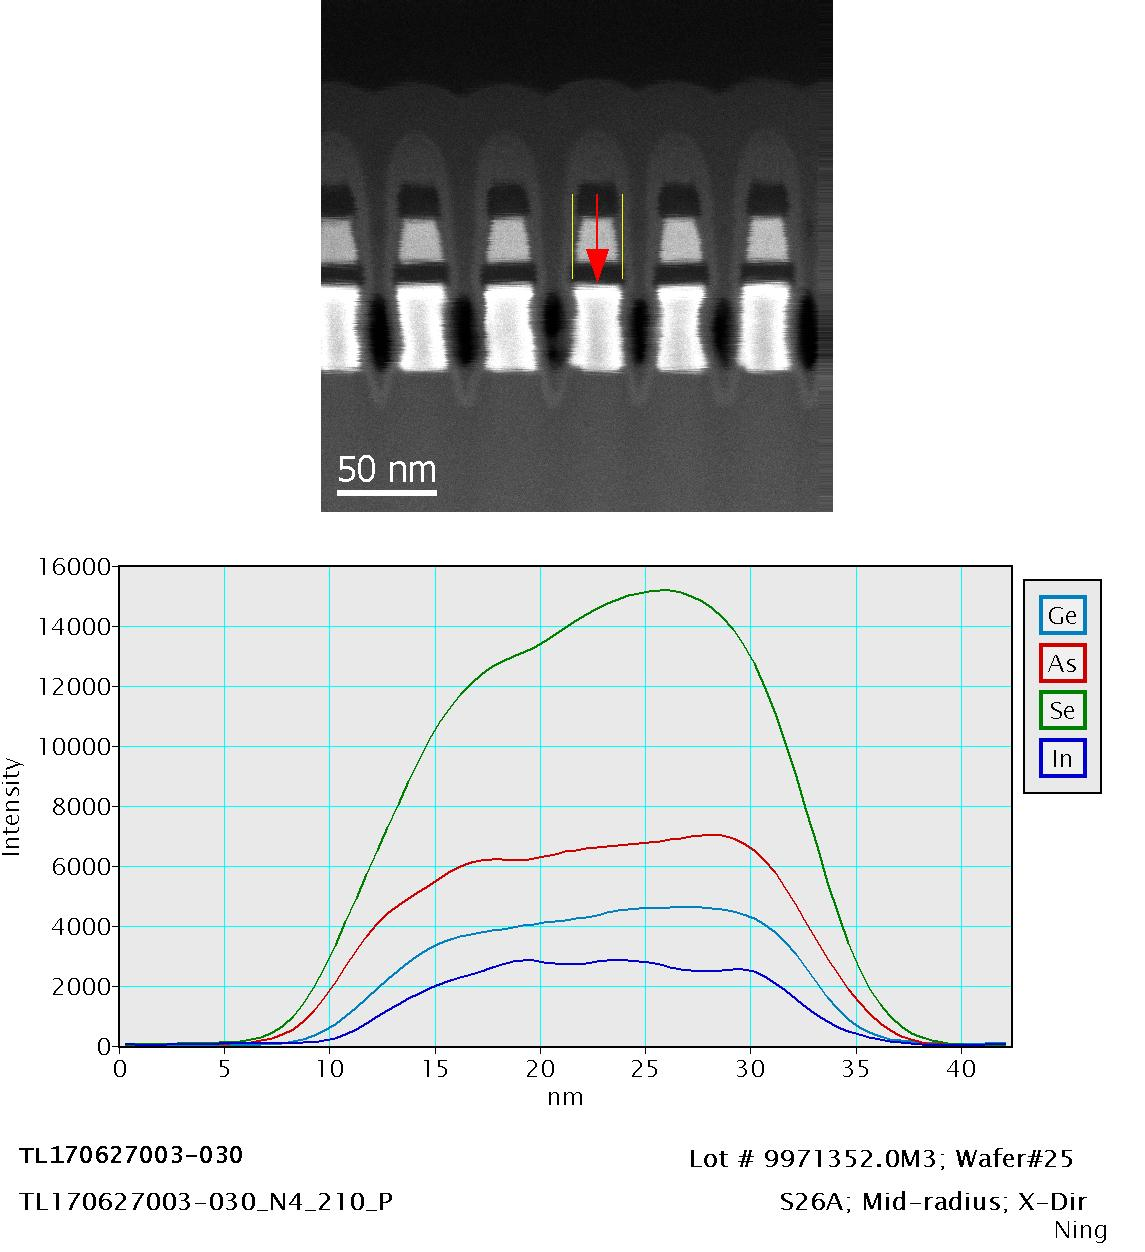 50 nm
16000
14000
12000
10000
8000
6000
4000
2000
0
Intensity
0 5 10 15 20 25 30 35 40
nm
Ge
As
Se
In
TL170627003-030
Lot # 9971352.0M3; Wafer#25
TL170627003-030_N4_210_P
S26A; Mid-radius; X-Dir
Ning